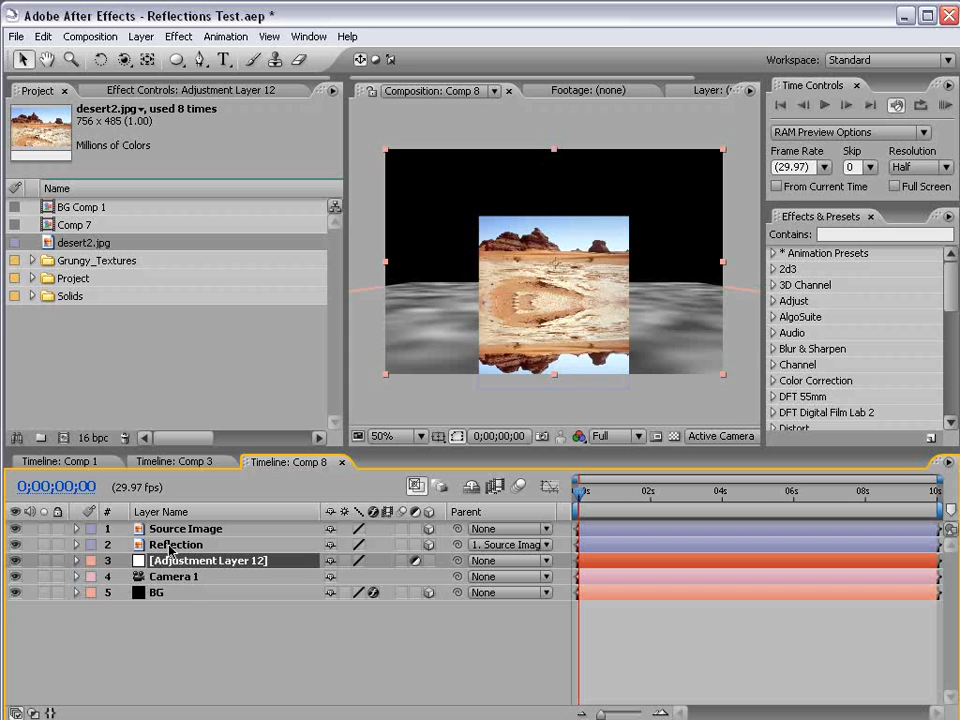 Adobe After Effects - Reflections Test.aep *
File Edit Composition Layer Effect Animation View Window Help
Workspace: Standard
Project × Effect Controls: Adjustment Layer 12
Composition: Comp 8 × Footage: (none) Layer: (
Time Controls ×
desert2.jpg, used 8 times
756 x 485 (1.00)
Millions of Colors
RAM Preview Options
Frame Rate Skip Resolution
(29.97) 0 Half
From Current Time Full Screen
Name
BG Comp 1
Comp 7
desert2.jpg
Grungy_Textures
Project
Solids
Effects & Presets ×
Contains:
* Animation Presets
2d3
3D Channel
Adjust
AlgoSuite
Audio
Blur & Sharpen
Channel
Color Correction
DFT 55mm
DFT Digital Film Lab 2
Distort
16 bpc
50% 0;00;00;00 Full Active Camera
Timeline: Comp 1 Timeline: Comp 3 Timeline: Comp 8 ×
0;00;00;00 (29.97 fps)
02s 04s 06s 08s 10s
# Layer Name Parent
1 Source Image None
2 Reflection 1. Source Imag
3 [Adjustment Layer 12] None
4 Camera 1 None
5 BG None